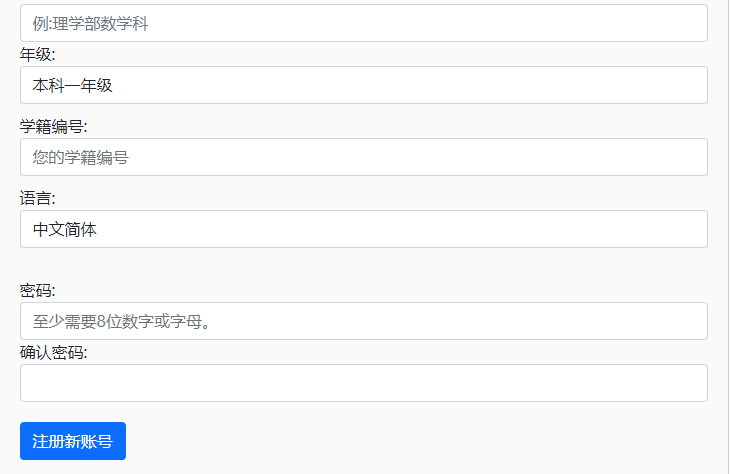 例:理学部数学科
年级:
本科一年级
学籍编号:
您的学籍编号
语言:
中文简体
密码:
至少需要8位数字或字母。
确认密码:
注册新账号